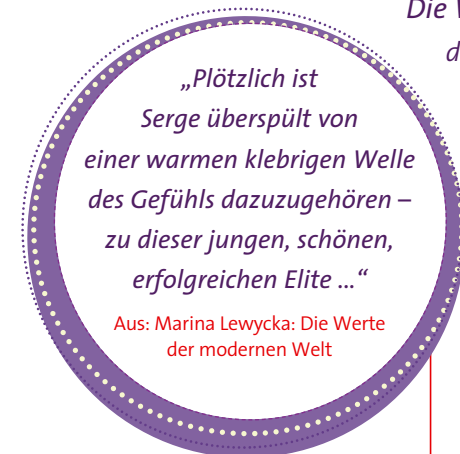 Die
„Plötzlich ist
Serge überspült von
einer warmen klebrigen Welle
des Gefühls dazuzugehören –
zu dieser jungen, schönen,
erfolgreichen Elite ...“
Aus: Marina Lewycka: Die Werte
der modernen Welt